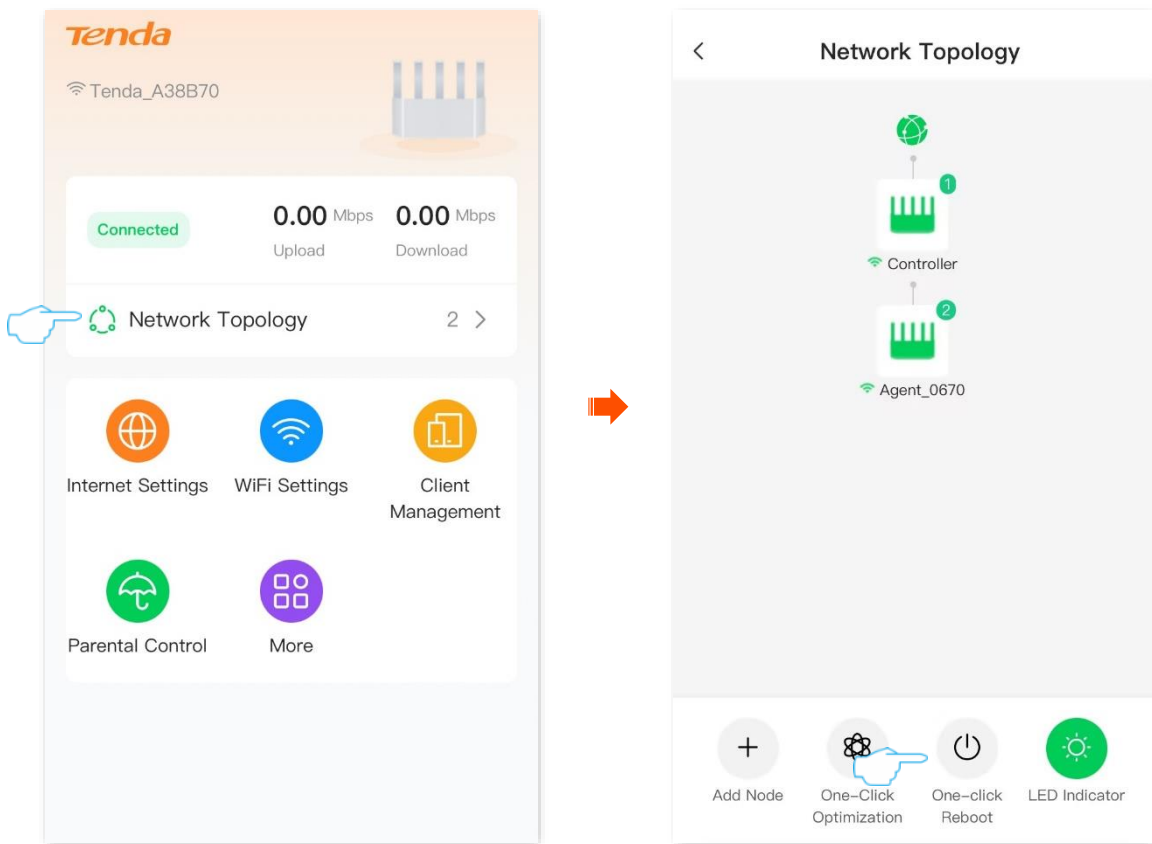 Tenda
Tenda_A38B70
Connected
0.00 Mbps
0.00 Mbps
Upload
Download
Network Topology
2
Internet Settings
WiFi Settings
Client
Management
Parental Control
More
Network Topology
1
Controller
2
Agent_0670
Add Node
One-Click
Optimization
One-click
Reboot
LED Indicator